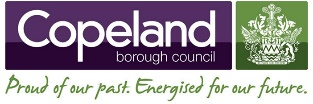 Copeland
borough council
Proud of our past. Energised for our future.